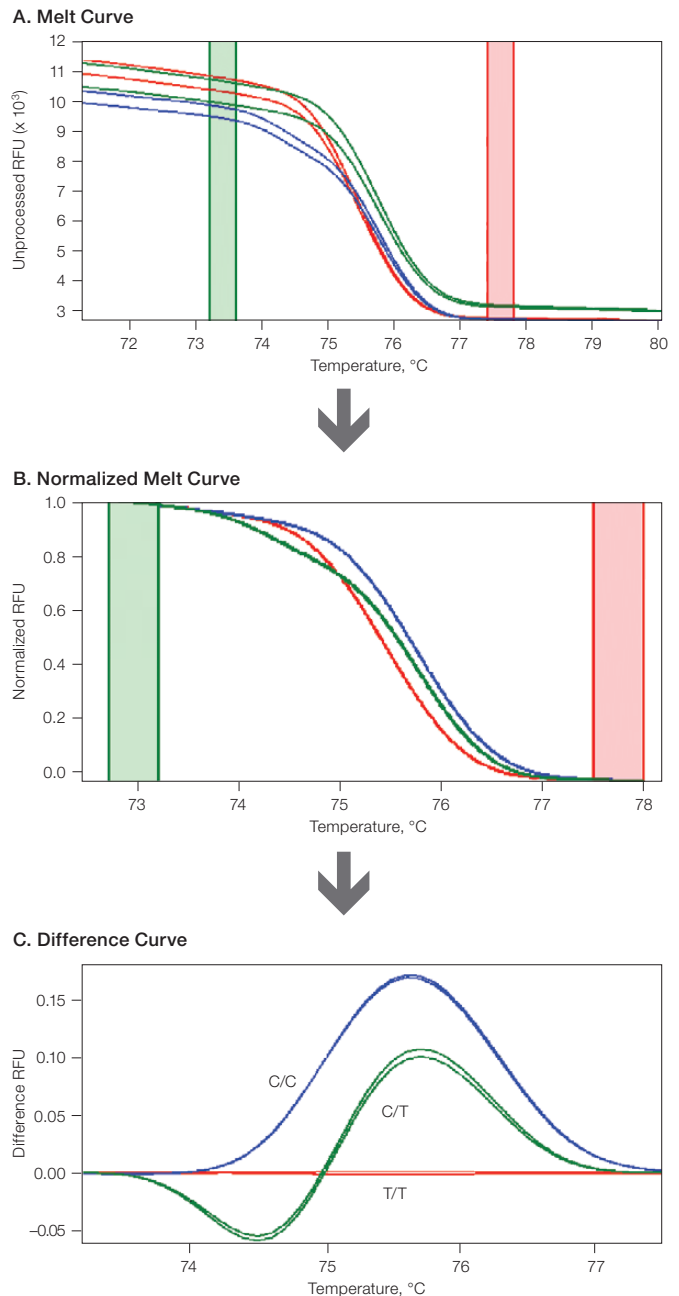 A. Melt Curve
12
11
10
9
8
7
6
5
4
3
Unprocessed RFU (x 10³)
72 73 74 75 76 77 78 79 80
Temperature, °C
B. Normalized Melt Curve
1.0
0.8
0.6
0.4
0.2
0.0
Normalized RFU
73 74 75 76 77 78
Temperature, °C
C. Difference Curve
0.15
0.10
0.05
0.00
–0.05
Difference RFU
C/C
C/T
T/T
74 75 76 77
Temperature, °C